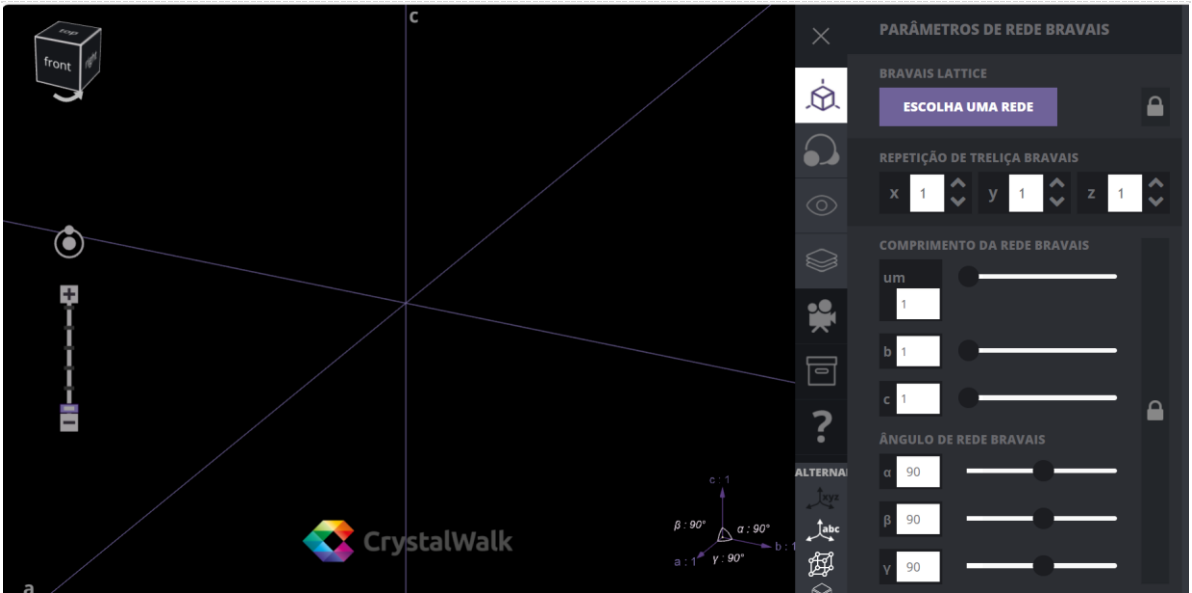 c
top
front
right
a
CrystalWalk
c : 1
β : 90°
α : 90°
b : 1
a : 1
γ : 90°
PARÂMETROS DE REDE BRAVAIS
BRAVAIS LATTICE
ESCOLHA UMA REDE
REPETIÇÃO DE TRELIÇA BRAVAIS
x 1 y 1 z 1
COMPRIMENTO DA REDE BRAVAIS
um
1
b 1
c 1
ÂNGULO DE REDE BRAVAIS
α 90
β 90
γ 90
?
ALTERNA
xyz
abc